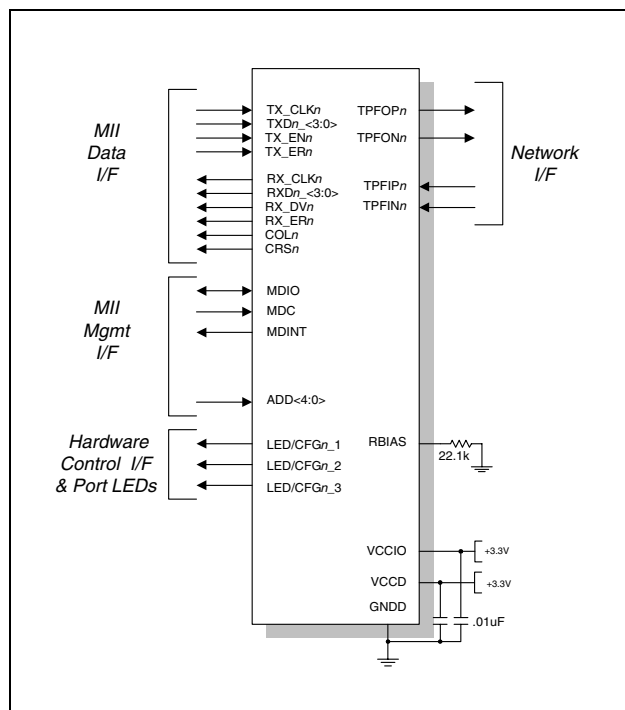 MII
Data
I/F
TX_CLKn
TXDn_<3:0>
TX_ENn
TX_ERn
RX_CLKn
RXDn_<3:0>
RX_DVn
RX_ERn
COLn
CRSn
MII
Mgmt
I/F
MDIO
MDC
MDINT
ADD<4:0>
Hardware
Control I/F
& Port LEDs
LED/CFGn_1
LED/CFGn_2
LED/CFGn_3
TPFOPn
TPFONn
TPFIPn
TPFINn
Network
I/F
RBIAS
22.1k
VCCIO
+3.3V
VCCD
+3.3V
GNDD
.01uF